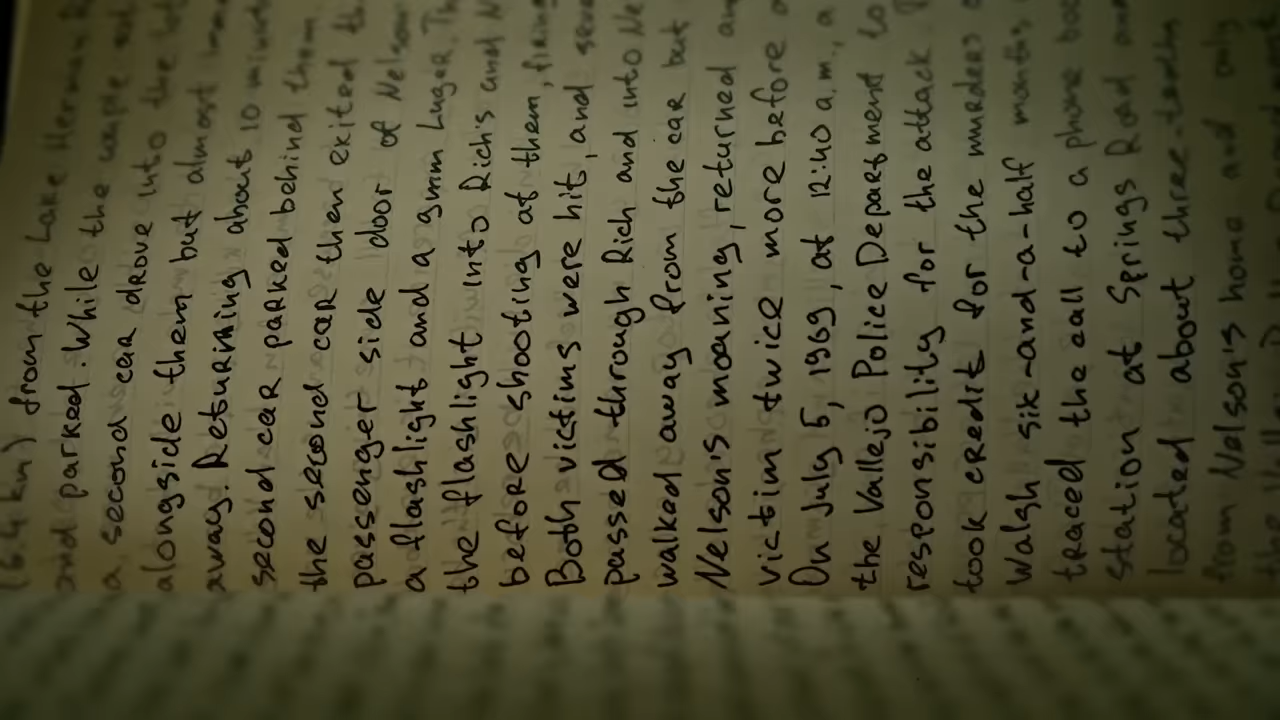 (6.4 km) from the Lake Herman
and parked. While the couple
a second car drove into the
alongside them but almost
away. Returning about 10
second car parked behind them
the second car then exited
passenger side door of Nelson
a flashlight and a 9mm Luger.
the flashlight into Rich's and
before shooting at them, firing
Both victims were hit, and
passed through Rich and into
walked away from the car but
Nelson's moaning, returned
victim twice more before
On July 5, 1969, at 12:40 a.m., a
the Vallejo Police Department to
responsibility for the attack
took credit for the murders
Walsh sik-and-a-half months
traced the call to a phone
station at Springs Road
located about three-tenths
from Nelson's home and only